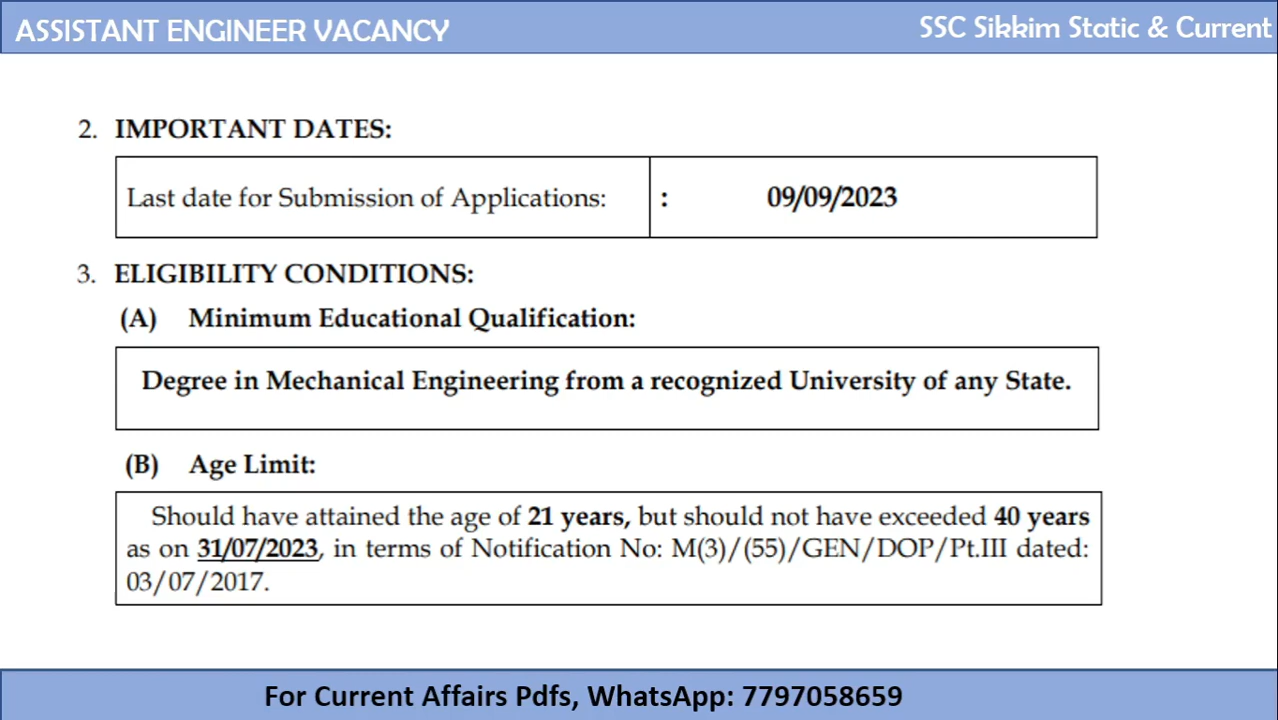 ASSISTANT ENGINEER VACANCY
SSC Sikkim Static & Current
2. IMPORTANT DATES:
Last date for Submission of Applications: : 09/09/2023
3. ELIGIBILITY CONDITIONS:
(A) Minimum Educational Qualification:
Degree in Mechanical Engineering from a recognized University of any State.
(B) Age Limit:
Should have attained the age of 21 years, but should not have exceeded 40 years
as on 31/07/2023, in terms of Notification No: M(3)/(55)/GEN/DOP/Pt.III dated:
03/07/2017.
For Current Affairs Pdfs, WhatsApp: 7797058659